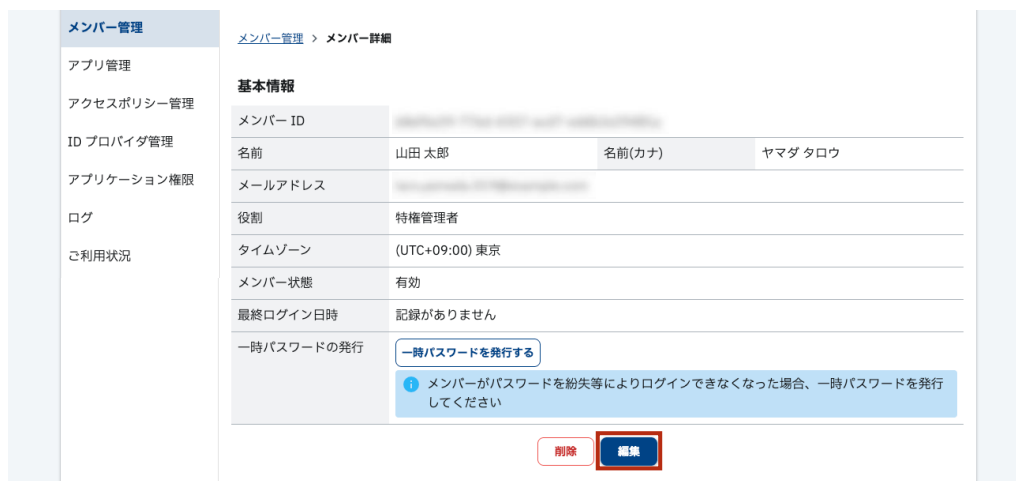 メンバー管理
アプリ管理
アクセスポリシー管理
ID プロバイダ管理
アプリケーション権限
ログ
ご利用状況
メンバー管理 > メンバー詳細
基本情報
メンバー ID
名前 山田 太郎 名前(カナ) ヤマダ タロウ
メールアドレス
役割 特権管理者
タイムゾーン (UTC+09:00) 東京
メンバー状態 有効
最終ログイン日時 記録がありません
一時パスワードの発行 一時パスワードを発行する
メンバーがパスワードを紛失等によりログインできなくなった場合、一時パスワードを発行
してください
削除 編集